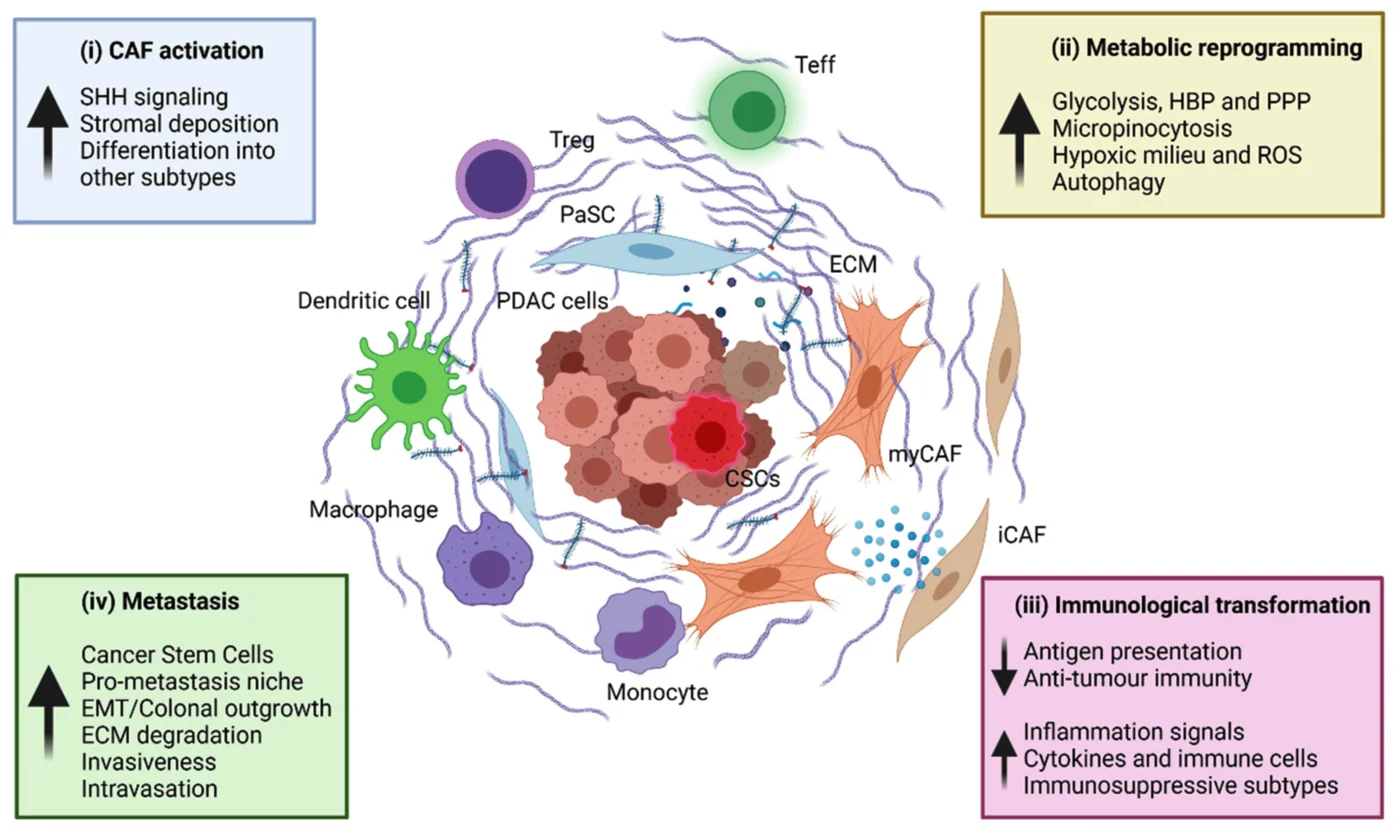 (i) CAF activation
SHH signaling
Stromal deposition
Differentiation into
other subtypes
(ii) Metabolic reprogramming
Glycolysis, HBP and PPP
Micropinocytosis
Hypoxic milieu and ROS
Autophagy
Teff
Treg
PaSC
ECM
Dendritic cell
PDAC cells
myCAF
CSCs
Macrophage
iCAF
Monocyte
(iv) Metastasis
Cancer Stem Cells
Pro-metastasis niche
EMT/Colonal outgrowth
ECM degradation
Invasiveness
Intravasation
(iii) Immunological transformation
Antigen presentation
Anti-tumour immunity
Inflammation signals
Cytokines and immune cells
Immunosuppressive subtypes